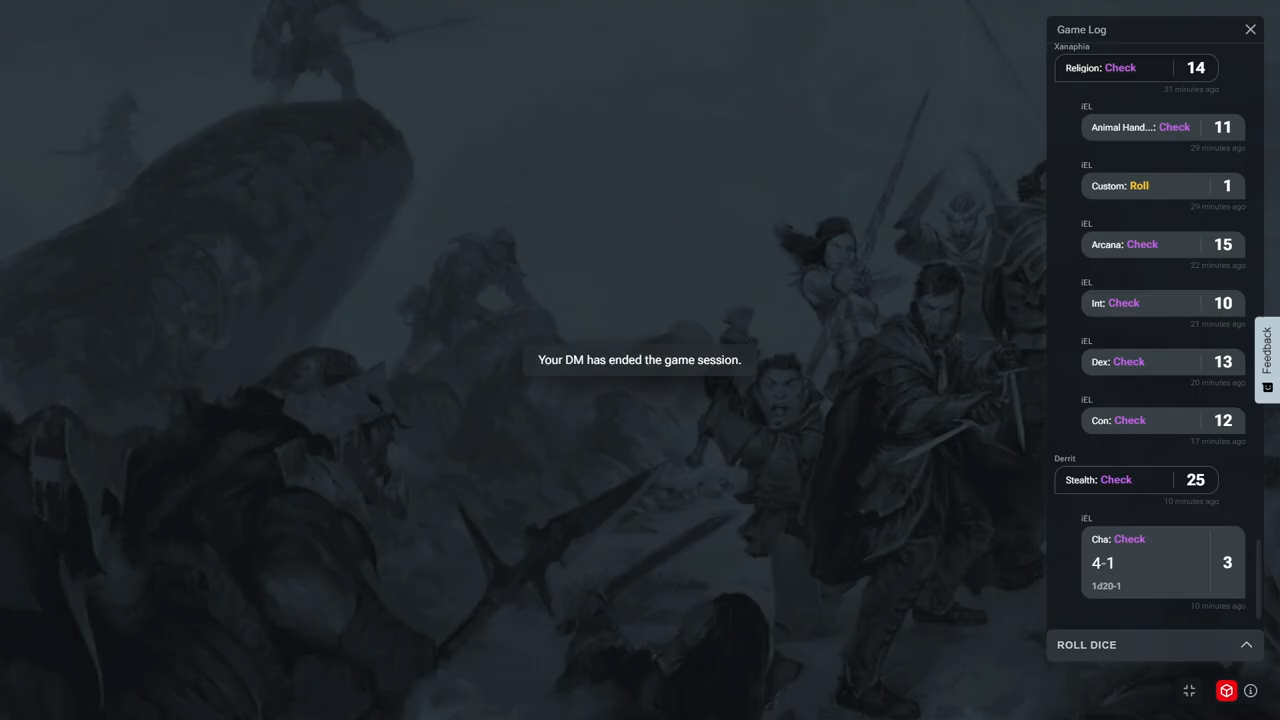 Game Log
Xanaphia
Religion: Check 14
31 minutes ago
iEL
Animal Hand...: Check 11
29 minutes ago
iEL
Custom: Roll 1
29 minutes ago
iEL
Arcana: Check 15
22 minutes ago
iEL
Int: Check 10
21 minutes ago
iEL
Dex: Check 13
20 minutes ago
iEL
Con: Check 12
17 minutes ago
Derrit
Stealth: Check 25
10 minutes ago
iEL
Cha: Check
4-1 3
1d20-1
10 minutes ago
ROLL DICE
Your DM has ended the game session.
Feedback